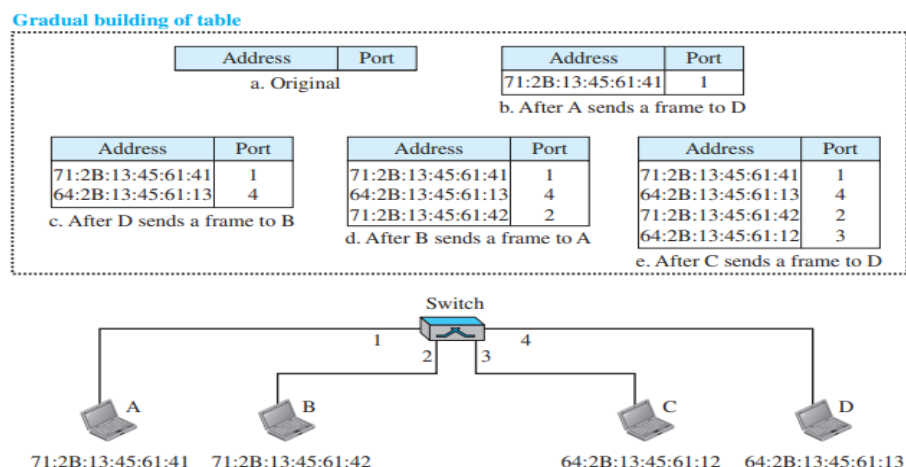 Gradual building of table
Address Port
a. Original
Address Port
71:2B:13:45:61:41 1
b. After A sends a frame to D
Address Port
71:2B:13:45:61:41 1
64:2B:13:45:61:13 4
c. After D sends a frame to B
Address Port
71:2B:13:45:61:41 1
64:2B:13:45:61:13 4
71:2B:13:45:61:42 2
d. After B sends a frame to A
Address Port
71:2B:13:45:61:41 1
64:2B:13:45:61:13 4
71:2B:13:45:61:42 2
64:2B:13:45:61:12 3
e. After C sends a frame to D
Switch
1 4
2 3
A B C D
71:2B:13:45:61:41 71:2B:13:45:61:42 64:2B:13:45:61:12 64:2B:13:45:61:13